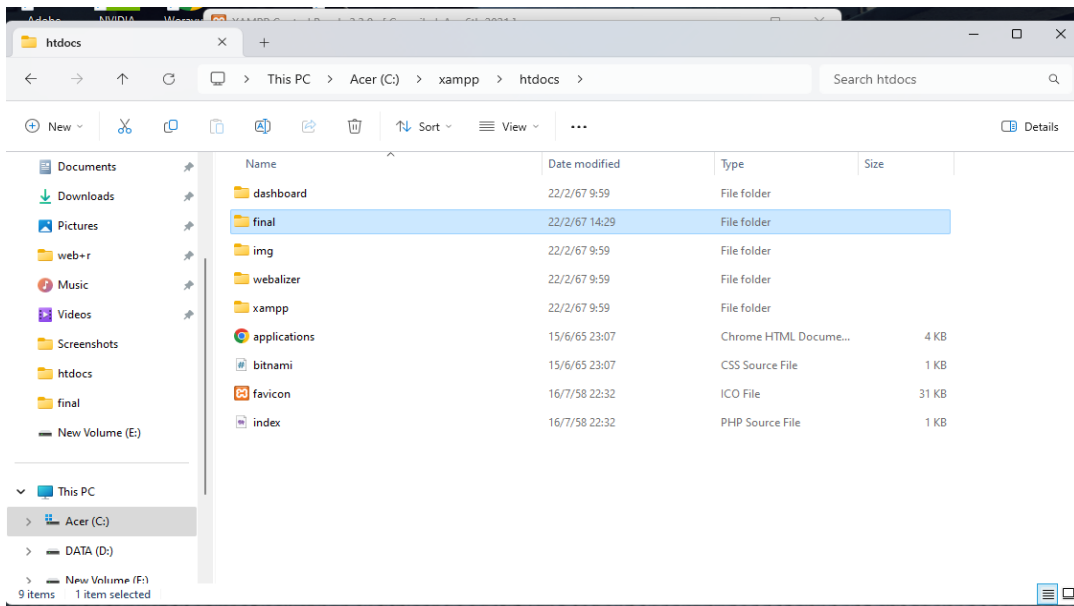 Adobe NVIDIA
htdocs
This PC > Acer (C:) > xampp > htdocs >
Search htdocs
New
Sort
View
Details
Documents
Downloads
Pictures
web+r
Music
Videos
Screenshots
htdocs
final
New Volume (E:)
This PC
Acer (C:)
DATA (D:)
New Volume (E:)
Name Date modified Type Size
dashboard 22/2/67 9:59 File folder
final 22/2/67 14:29 File folder
img 22/2/67 9:59 File folder
webalizer 22/2/67 9:59 File folder
xampp 22/2/67 9:59 File folder
applications 15/6/65 23:07 Chrome HTML Docume... 4 KB
bitnami 15/6/65 23:07 CSS Source File 1 KB
favicon 16/7/58 22:32 ICO File 31 KB
index 16/7/58 22:32 PHP Source File 1 KB
9 items 1 item selected